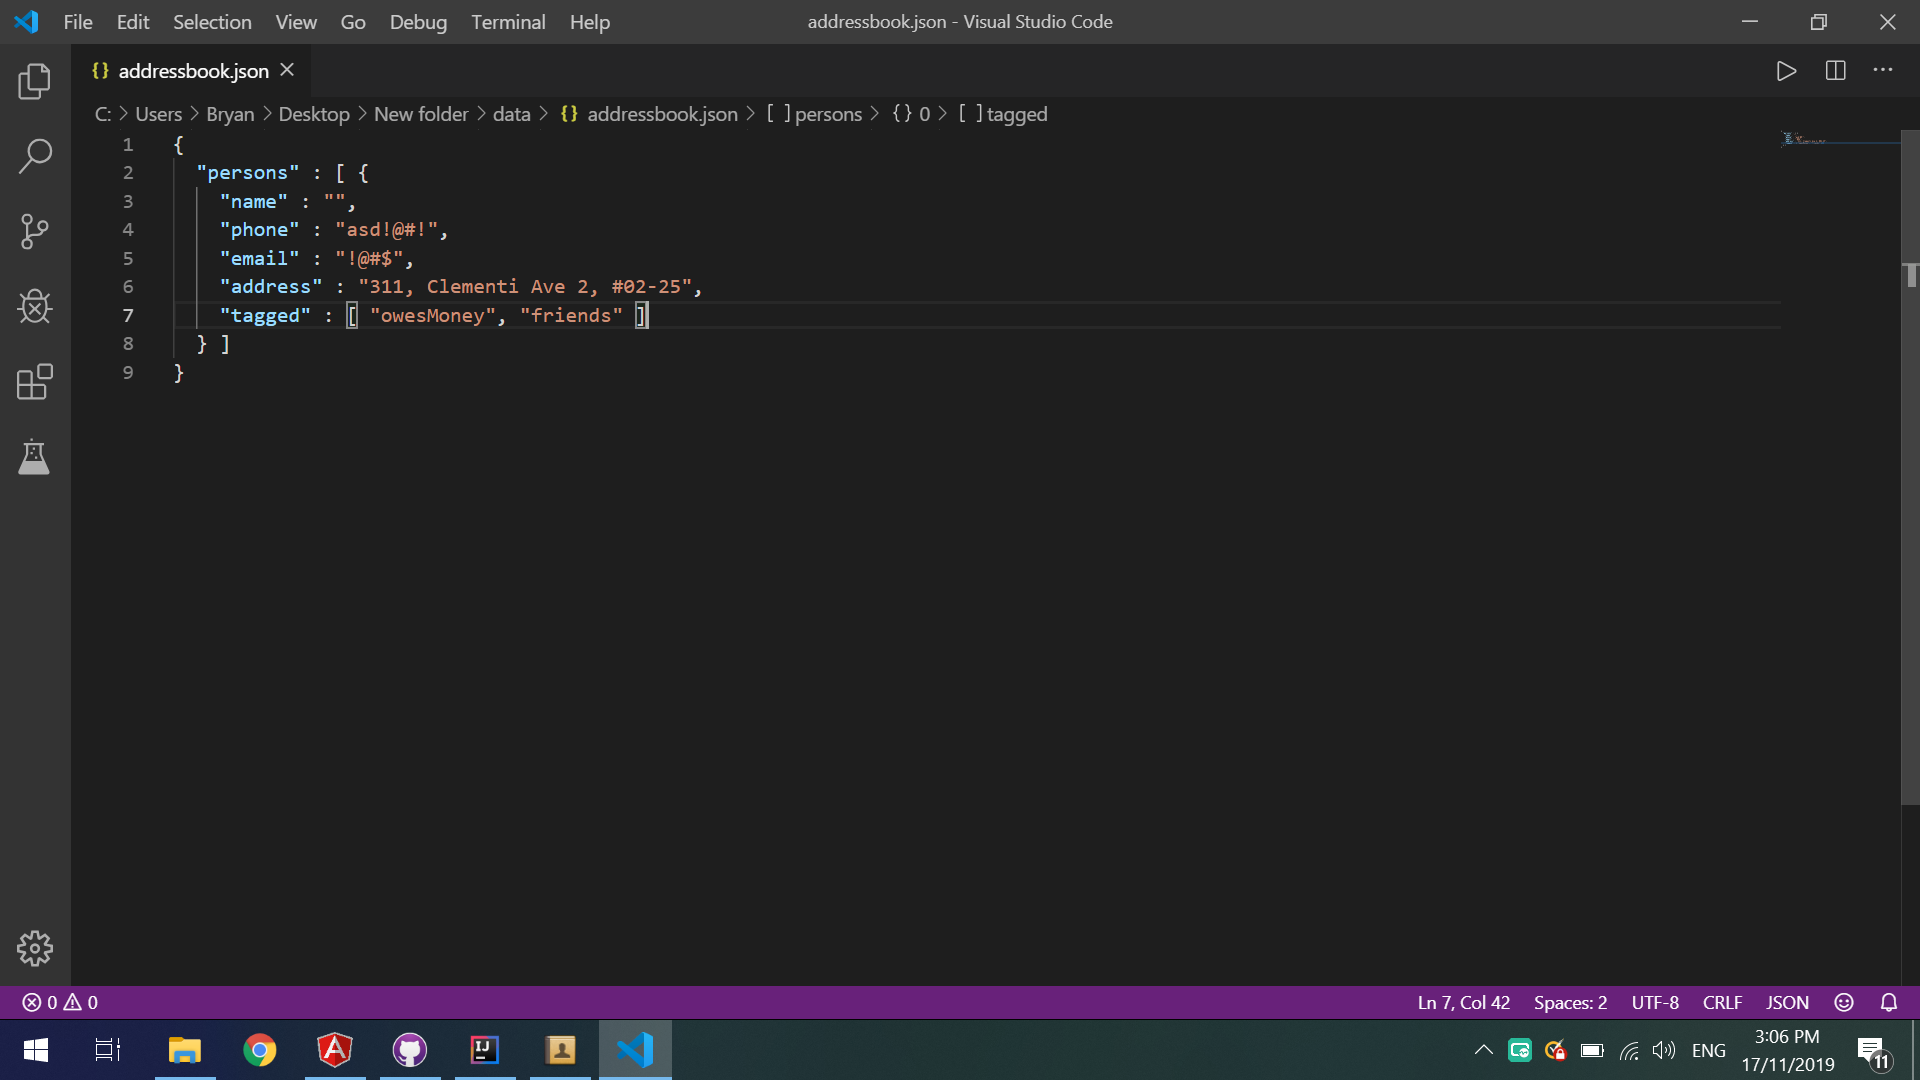 File Edit Selection View Go Debug Terminal Help addressbook.json - Visual Studio Code
{} addressbook.json
C: > Users > Bryan > Desktop > New folder > data > {} addressbook.json > [ ] persons > {} 0 > [ ] tagged
1 {
2 "persons" : [ {
3 "name" : "",
4 "phone" : "asd!@#!",
5 "email" : "!@#$",
6 "address" : "311, Clementi Ave 2, #02-25",
7 "tagged" : [ "owesMoney", "friends" ]
8 } ]
9 }
0 0 Ln 7, Col 42 Spaces: 2 UTF-8 CRLF JSON
IJ
ENG
3:06 PM
17/11/2019
11